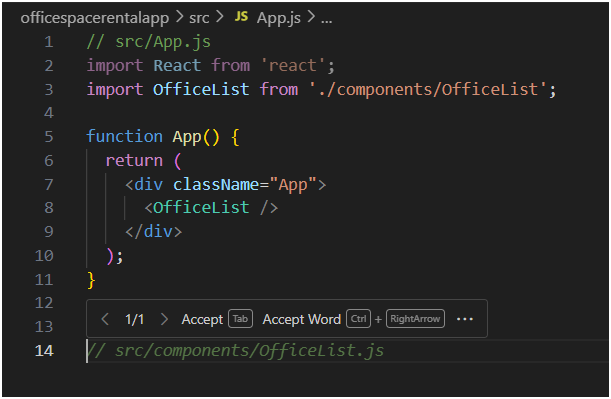 officespacerentalapp > src > JS App.js > ...
1 // src/App.js
2 import React from 'react';
3 import OfficeList from './components/OfficeList';
4
5 function App() {
6   return (
7     <div className="App">
8       <OfficeList />
9     </div>
10   );
11 }
12
< 1/1 > Accept Tab Accept Word Ctrl + RightArrow ...
13
14 // src/components/OfficeList.js